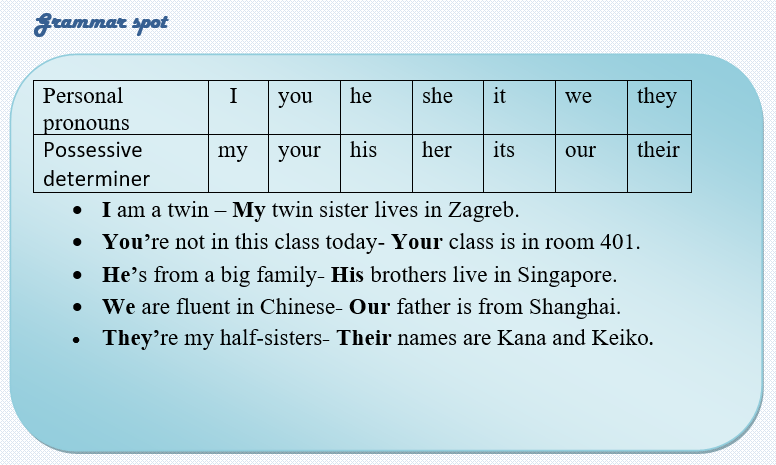 Grammar spot
Personal pronouns I you he she it we they
Possessive determiner my your his her its our their
• I am a twin – My twin sister lives in Zagreb.
• You’re not in this class today- Your class is in room 401.
• He’s from a big family- His brothers live in Singapore.
• We are fluent in Chinese- Our father is from Shanghai.
• They’re my half-sisters- Their names are Kana and Keiko.